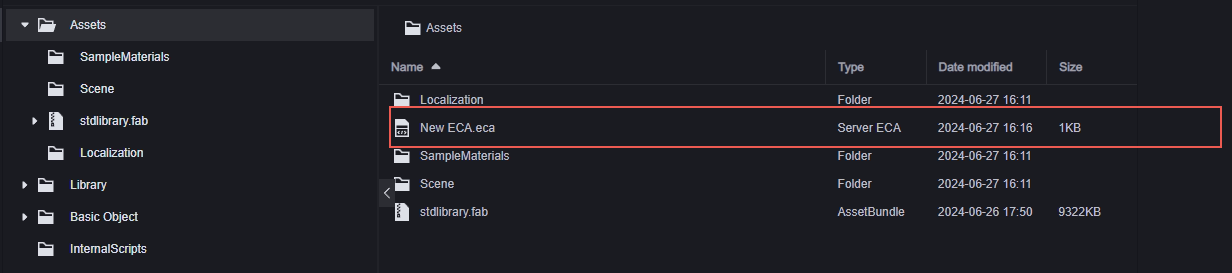 Assets
SampleMaterials
Scene
stdlibrary.fab
Localization
Library
Basic Object
InternalScripts
Assets
Name Type Date modified Size
Localization Folder 2024-06-27 16:11
New ECA.eca Server ECA 2024-06-27 16:16 1KB
SampleMaterials Folder 2024-06-27 16:11
Scene Folder 2024-06-27 16:11
stdlibrary.fab AssetBundle 2024-06-26 17:50 9322KB